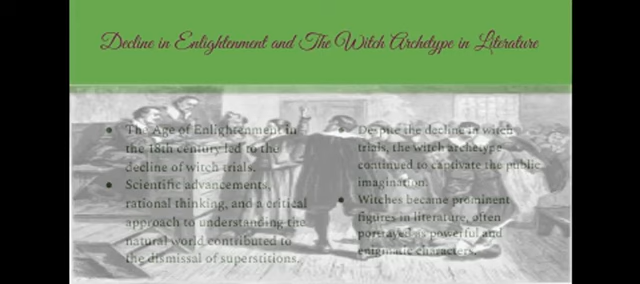 Decline in Enlightenment and The Witch Archetype in Literature
The Age of Enlightenment in
the 18th century led to the
decline of witch trials.
Scientific advancements,
rational thinking, and a critical
approach to understanding the
natural world contributed to
the dismissal of superstitions.
Despite the decline in witch
trials, the witch archetype
continued to captivate the public
imagination.
Witches became prominent
figures in literature, often
portrayed as powerful and
enigmatic characters.